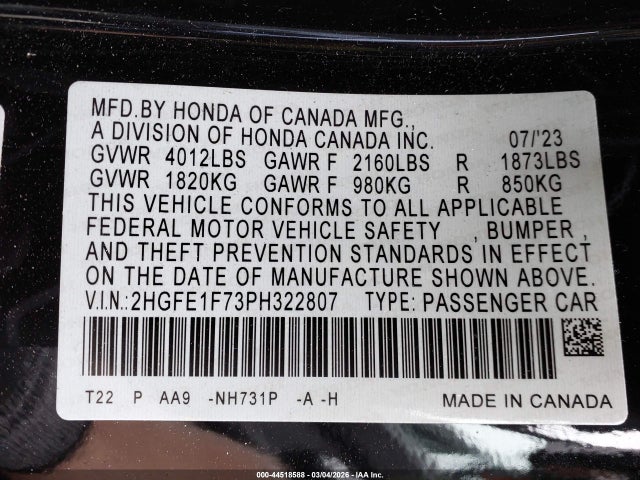 MFD.BY HONDA OF CANADA MFG.,
A DIVISION OF HONDA CANADA INC. 07/'23
GVWR 4012LBS GAWR F 2160LBS R 1873LBS
GVWR 1820KG GAWR F 980KG R 850KG
THIS VEHICLE CONFORMS TO ALL APPLICABLE
FEDERAL MOTOR VEHICLE SAFETY , BUMPER ,
AND THEFT PREVENTION STANDARDS IN EFFECT
ON THE DATE OF MANUFACTURE SHOWN ABOVE.
V.I.N.:2HGFE1F73PH322807 TYPE: PASSENGER CAR
T22 P AA9 -NH731P -A -H MADE IN CANADA
000-44518588 - 03/04/2026 - IAA Inc.